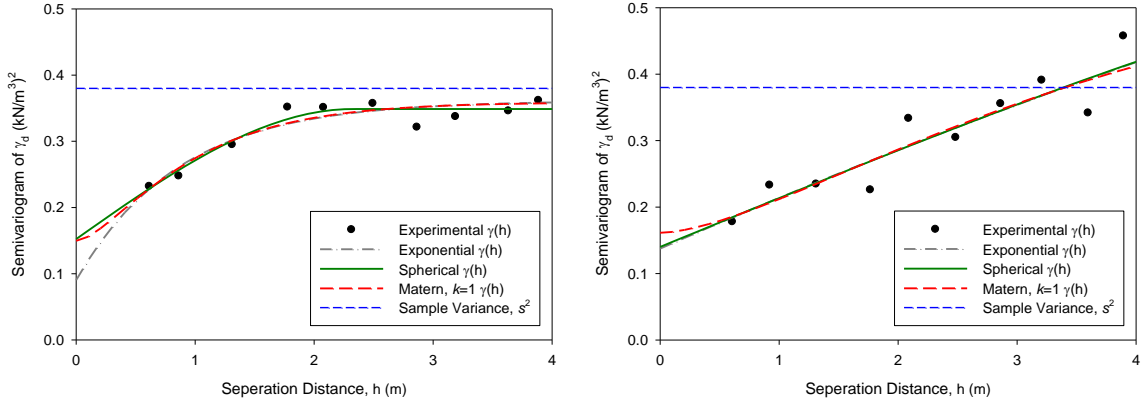 Semivariogram of γd (kN/m³)²
0.5
0.4
0.3
0.2
0.1
0.0
Experimental γ(h)
Exponential γ(h)
Spherical γ(h)
Matern, k=1 γ(h)
Sample Variance, s²
0
1
2
3
4
Seperation Distance, h (m)
Semivariogram of γd (kN/m³)²
0.5
0.4
0.3
0.2
0.1
0.0
Experimental γ(h)
Exponential γ(h)
Spherical γ(h)
Matern, k=1 γ(h)
Sample Variance, s²
0
1
2
3
4
Seperation Distance, h (m)